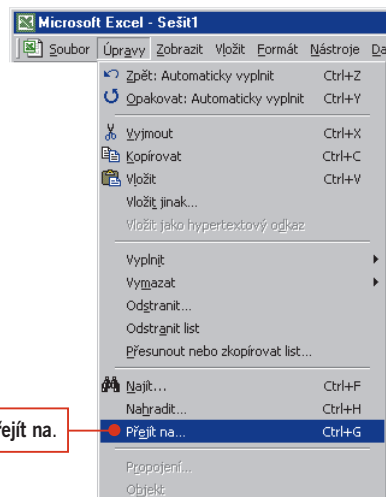 Microsoft Excel - Sešit1
Soubor Úpravy Zobrazit Vložit Formát Nástroje Da
Zpět: Automaticky vyplnit Ctrl+Z
Opakovat: Automaticky vyplnit Ctrl+Y
Vyjmout Ctrl+X
Kopírovat Ctrl+C
Vložit Ctrl+V
Vložit jinak...
Vložit jako hypertextový odkaz
Vyplnit
Vymazat
Odstranit...
Odstranit list
Přesunout nebo zkopírovat list...
Najít... Ctrl+F
Nahradit... Ctrl+H
řejít na. Přejít na... Ctrl+G
Propojení...
Objekt